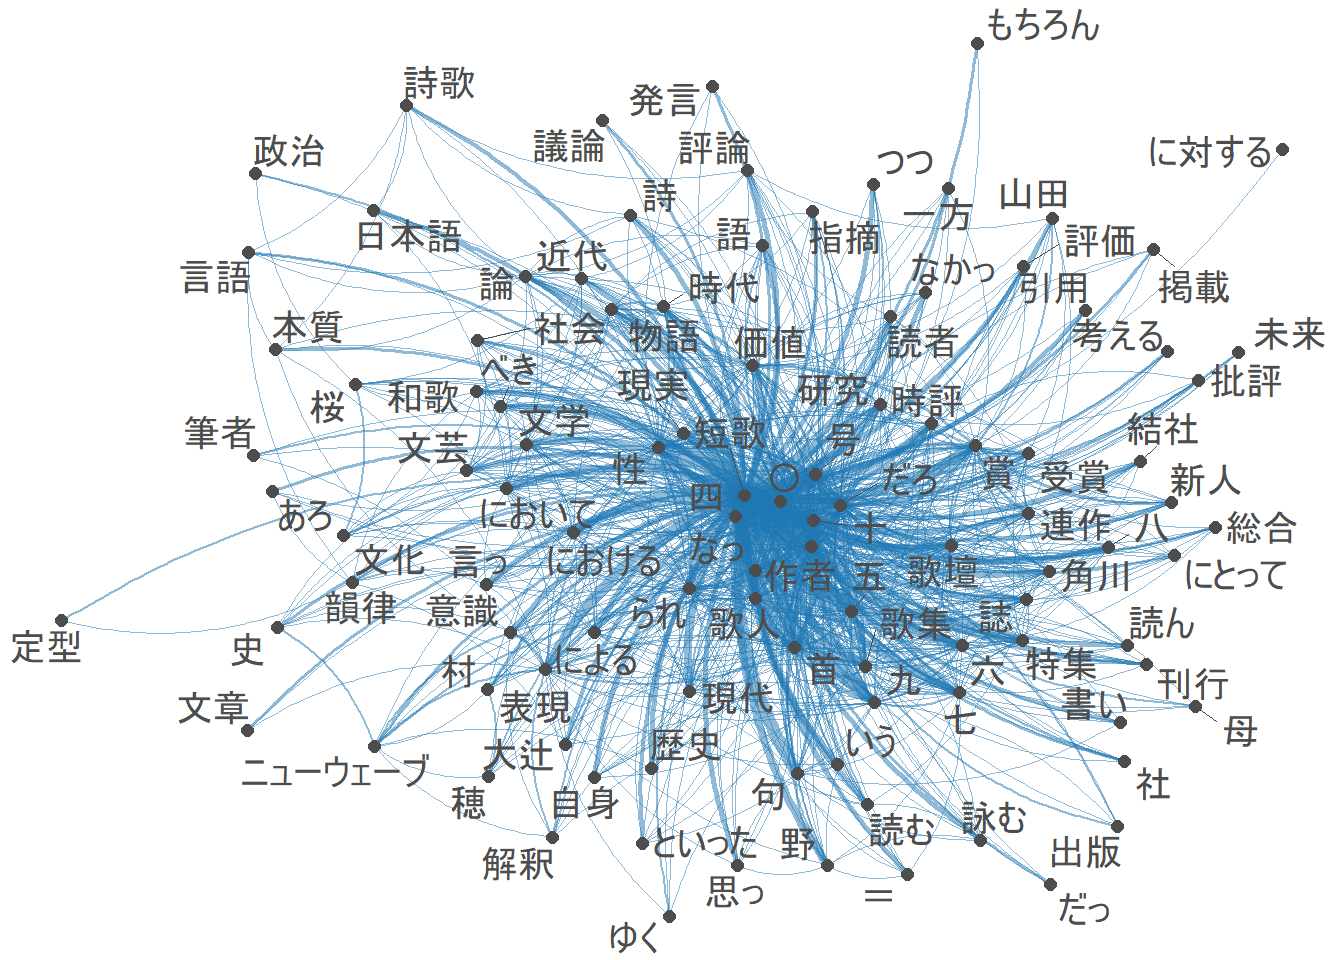 もちろん
詩歌
発言
議論
評論
政治
に対する
つつ
詩
山田
一方
語
指摘
日本語
評価
近代
なかっ
言語
論
時代
引用
掲載
本質
社会
物語
価値
読者
考える
未来
べき
現実
研究
時評
批評
桜
和歌
文学
短歌
号
結社
筆者
文芸
性
〇
だろ
賞
受賞
新人
四
あろ
において
十
連作
八
総合
文化
言っ
における
なっ
作者
五
歌壇
角川
にとって
韻律
意識
られ
歌人
歌集
誌
読ん
定型
史
村
による
首
九
六
特集
刊行
文章
表現
現代
七
書い
母
ニューウェーブ
大辻
歴史
いう
社
穂
自身
句
読む
詠む
解釈
といった
野
出版
思っ
=
だっ
ゆく